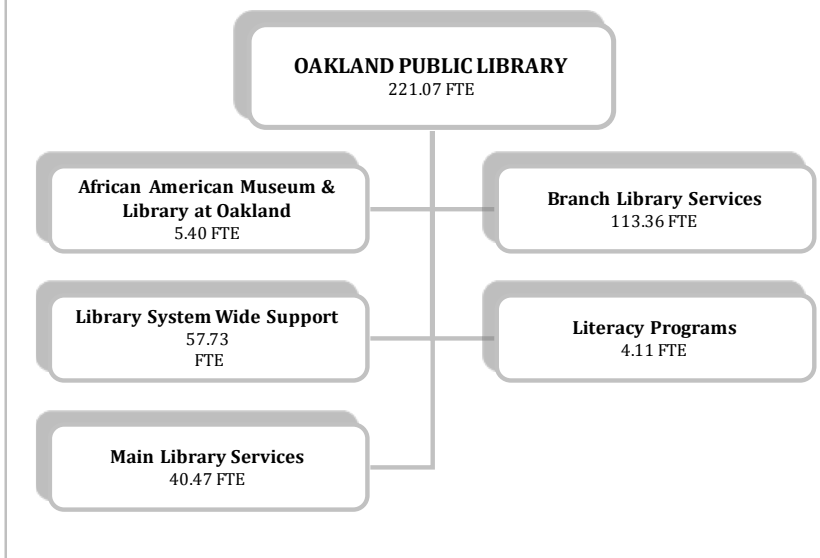 OAKLAND PUBLIC LIBRARY
221.07 FTE
African American Museum &
Library at Oakland
5.40 FTE
Branch Library Services
113.36 FTE
Library System Wide Support
57.73
FTE
Literacy Programs
4.11 FTE
Main Library Services
40.47 FTE